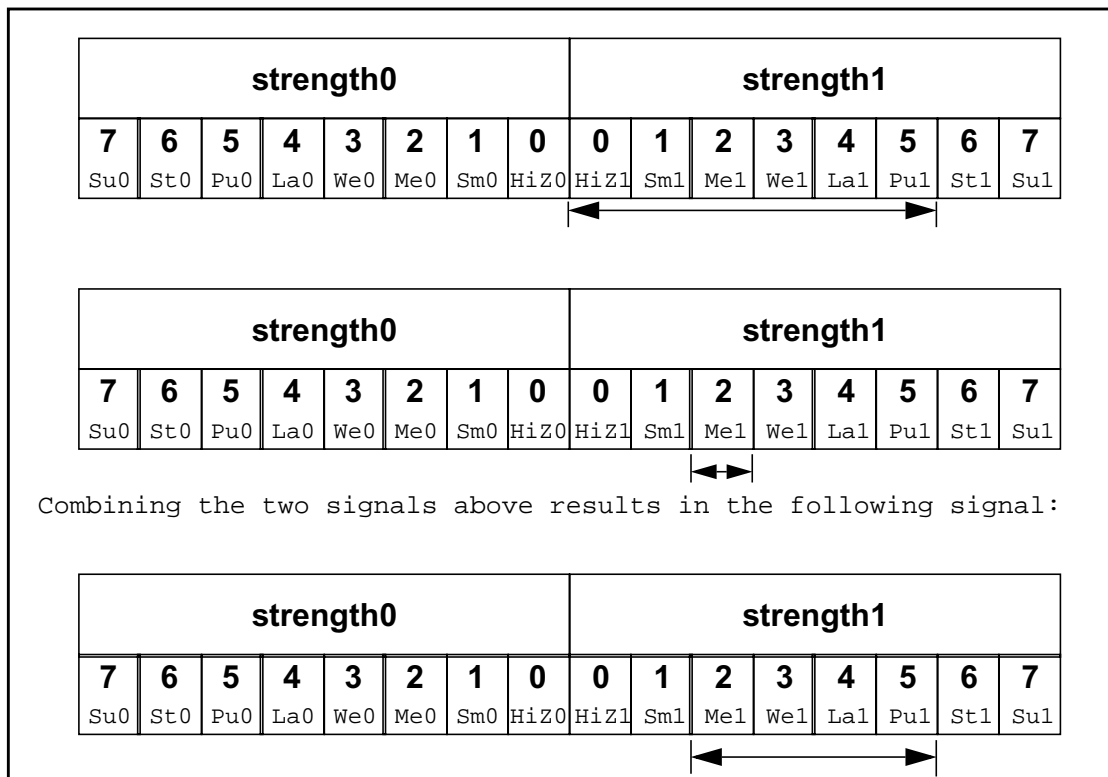 strength0 strength1
7 6 5 4 3 2 1 0 0 1 2 3 4 5 6 7
Su0 St0 Pu0 La0 We0 Me0 Sm0 HiZ0 HiZ1 Sm1 Me1 We1 La1 Pu1 St1 Su1
strength0 strength1
7 6 5 4 3 2 1 0 0 1 2 3 4 5 6 7
Su0 St0 Pu0 La0 We0 Me0 Sm0 HiZ0 HiZ1 Sm1 Me1 We1 La1 Pu1 St1 Su1
Combining the two signals above results in the following signal:
strength0 strength1
7 6 5 4 3 2 1 0 0 1 2 3 4 5 6 7
Su0 St0 Pu0 La0 We0 Me0 Sm0 HiZ0 HiZ1 Sm1 Me1 We1 La1 Pu1 St1 Su1